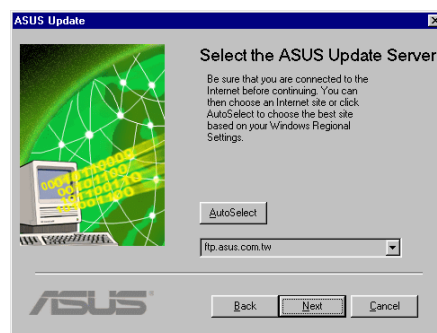 ASUS Update
Select the ASUS Update Server
Be sure that you are connected to the
Internet before continuing. You can
then choose an Internet site or click
AutoSelect to choose the best site
based on your Windows Regional
Settings.
AutoSelect
ftp.asus.com.tw
ASUS
Back
Next
Cancel